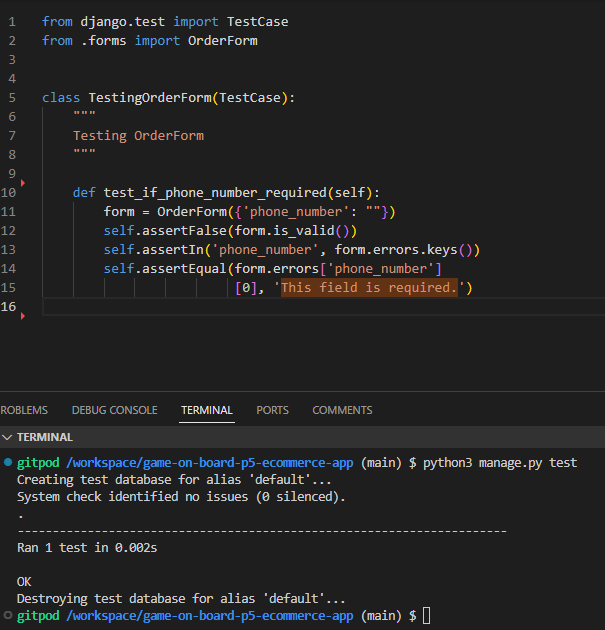 1 from django.test import TestCase
2 from .forms import OrderForm
3
4
5 class TestingOrderForm(TestCase):
6 """
7 Testing OrderForm
8 """
9
10 def test_if_phone_number_required(self):
11 form = OrderForm({'phone_number': ""})
12 self.assertFalse(form.is_valid())
13 self.assertIn('phone_number', form.errors.keys())
14 self.assertEqual(form.errors['phone_number']
15 [0], 'This field is required.')
16
ROBLEMS DEBUG CONSOLE TERMINAL PORTS COMMENTS
TERMINAL
gitpod /workspace/game-on-board-p5-ecommerce-app (main) $ python3 manage.py test
Creating test database for alias 'default'...
System check identified no issues (0 silenced).
.
----------------------------------------------------------------------
Ran 1 test in 0.002s
OK
Destroying test database for alias 'default'...
gitpod /workspace/game-on-board-p5-ecommerce-app (main) $